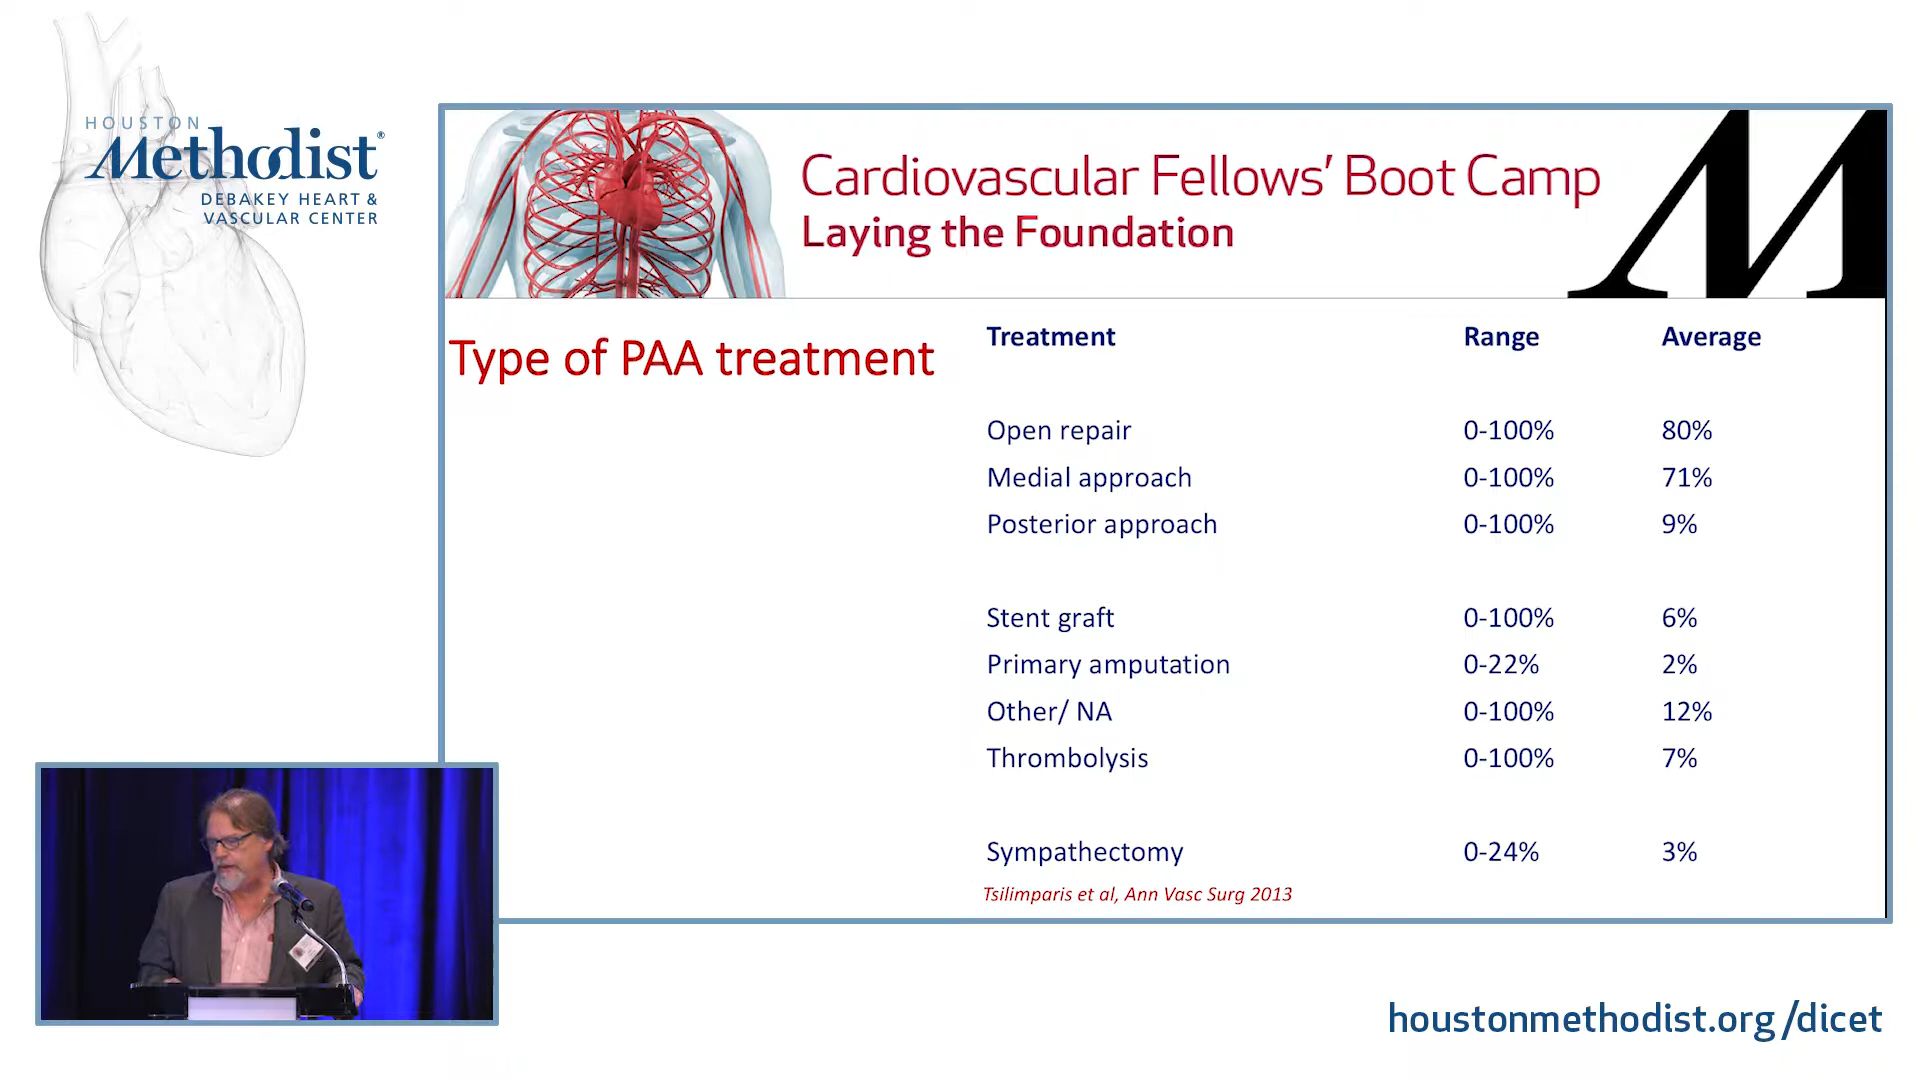 HOUSTON
Methodist®
DEBAKEY HEART &
VASCULAR CENTER
Cardiovascular Fellows’ Boot Camp
Laying the Foundation
M
Type of PAA treatment
Treatment Range Average
Open repair 0-100% 80%
Medial approach 0-100% 71%
Posterior approach 0-100% 9%
Stent graft 0-100% 6%
Primary amputation 0-22% 2%
Other/ NA 0-100% 12%
Thrombolysis 0-100% 7%
Sympathectomy 0-24% 3%
Tsilimparis et al, Ann Vasc Surg 2013
houstonmethodist.org/dicet